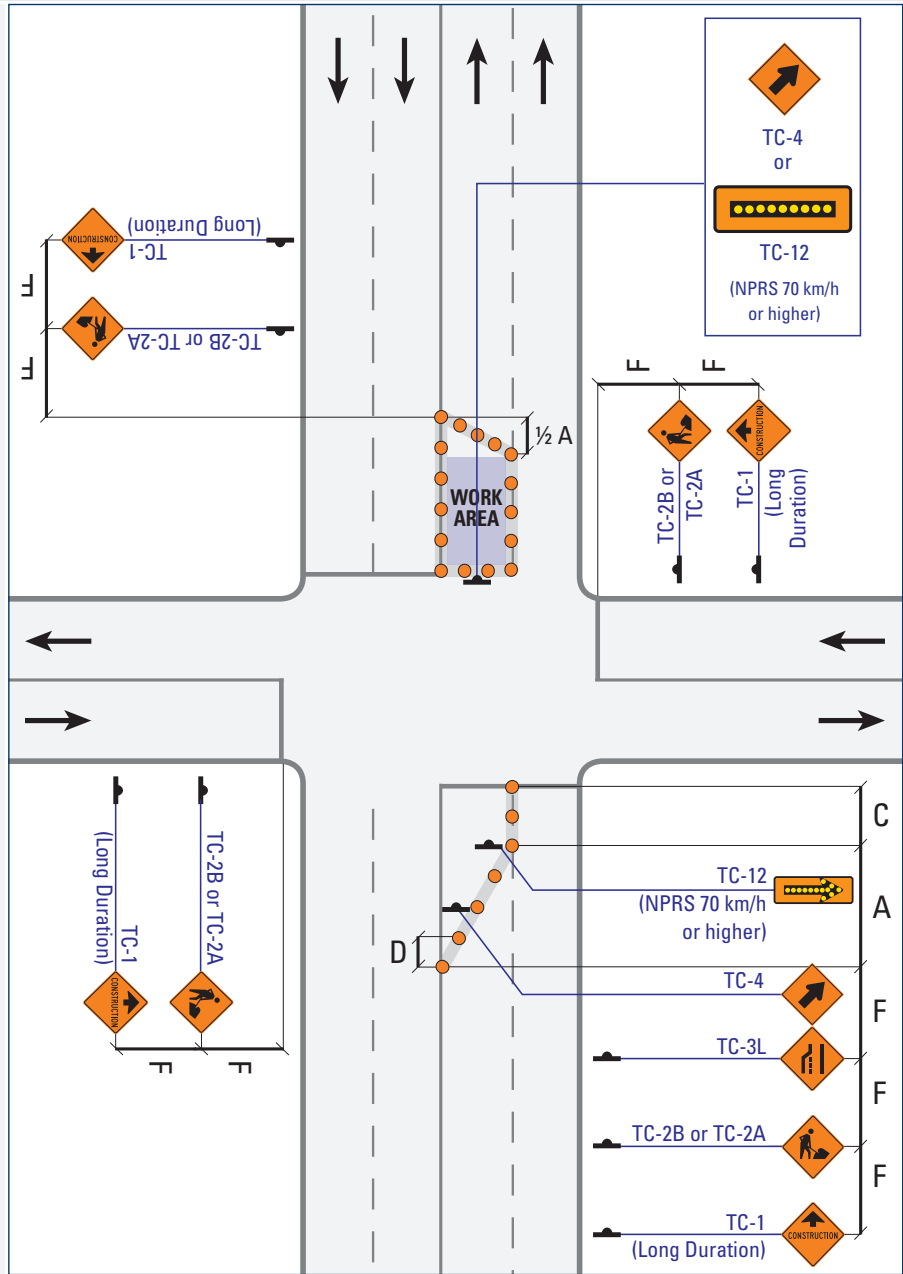 TC-4
or
TC-12
(NPRS 70 km/h
or higher)
CONSTRUCTION
TC-1
(Long Duration)
F
TC-2B or TC-2A
F
½ A
WORK
AREA
F
F
CONSTRUCTION
TC-2B or
TC-2A
TC-1
(Long
Duration)
TC-1
(Long Duration)
TC-2B or TC-2A
CONSTRUCTION
F
F
C
TC-12
(NPRS 70 km/h
or higher)
A
D
TC-4
F
TC-3L
F
TC-2B or TC-2A
F
TC-1
(Long Duration)
CONSTRUCTION